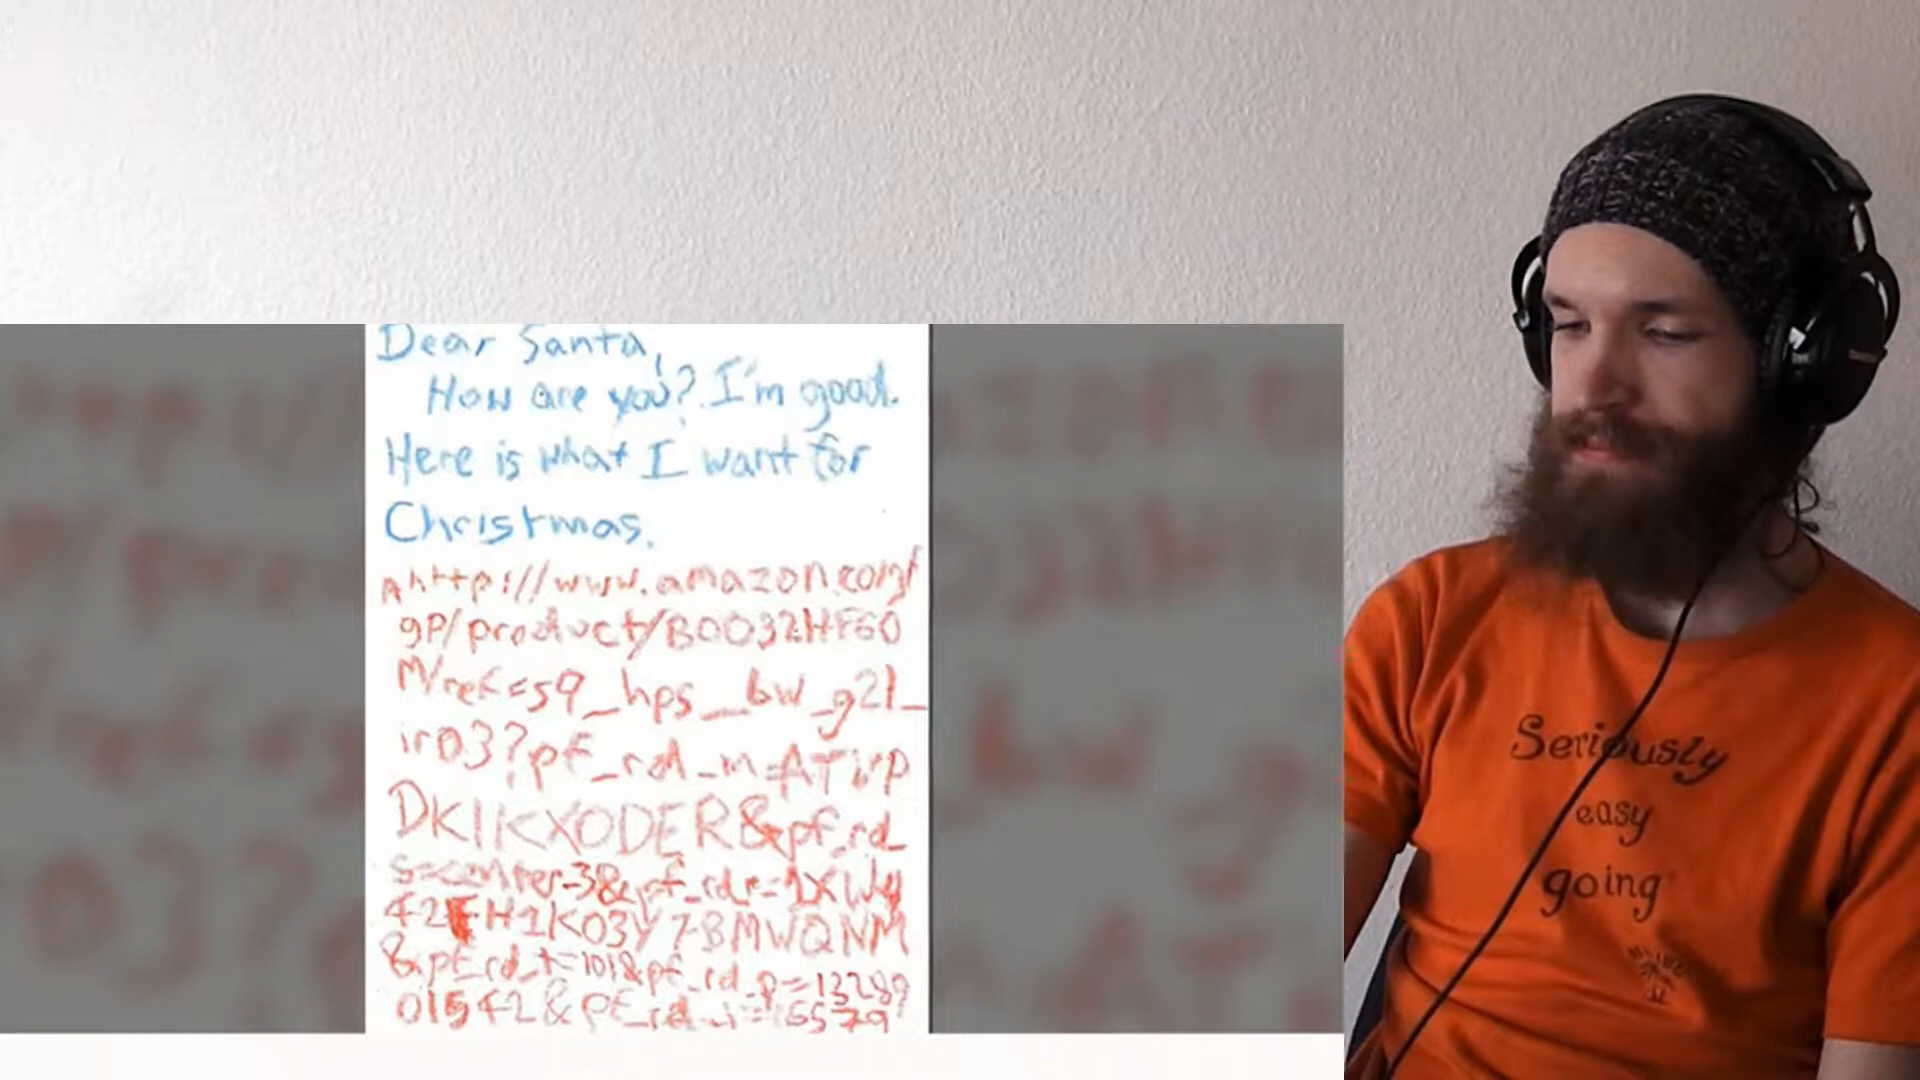 Dear Santa,
How are you? I'm good.
Here is what I want for
Christmas.
http://www.amazon.com/
gp/product/B0032HF60
M/ref=s9_hps_bw_g21_
ir03?pf_rd_m=ATVP
DKIKX0DER&pf_rd_
s=center-3&pf_rd_r=1XWy
42FH1K03Y7BMWQNM
&pf_rd_t=101&pf_rd_p=13289
01542&pf_rd_i=16579
Seriously
easy
going